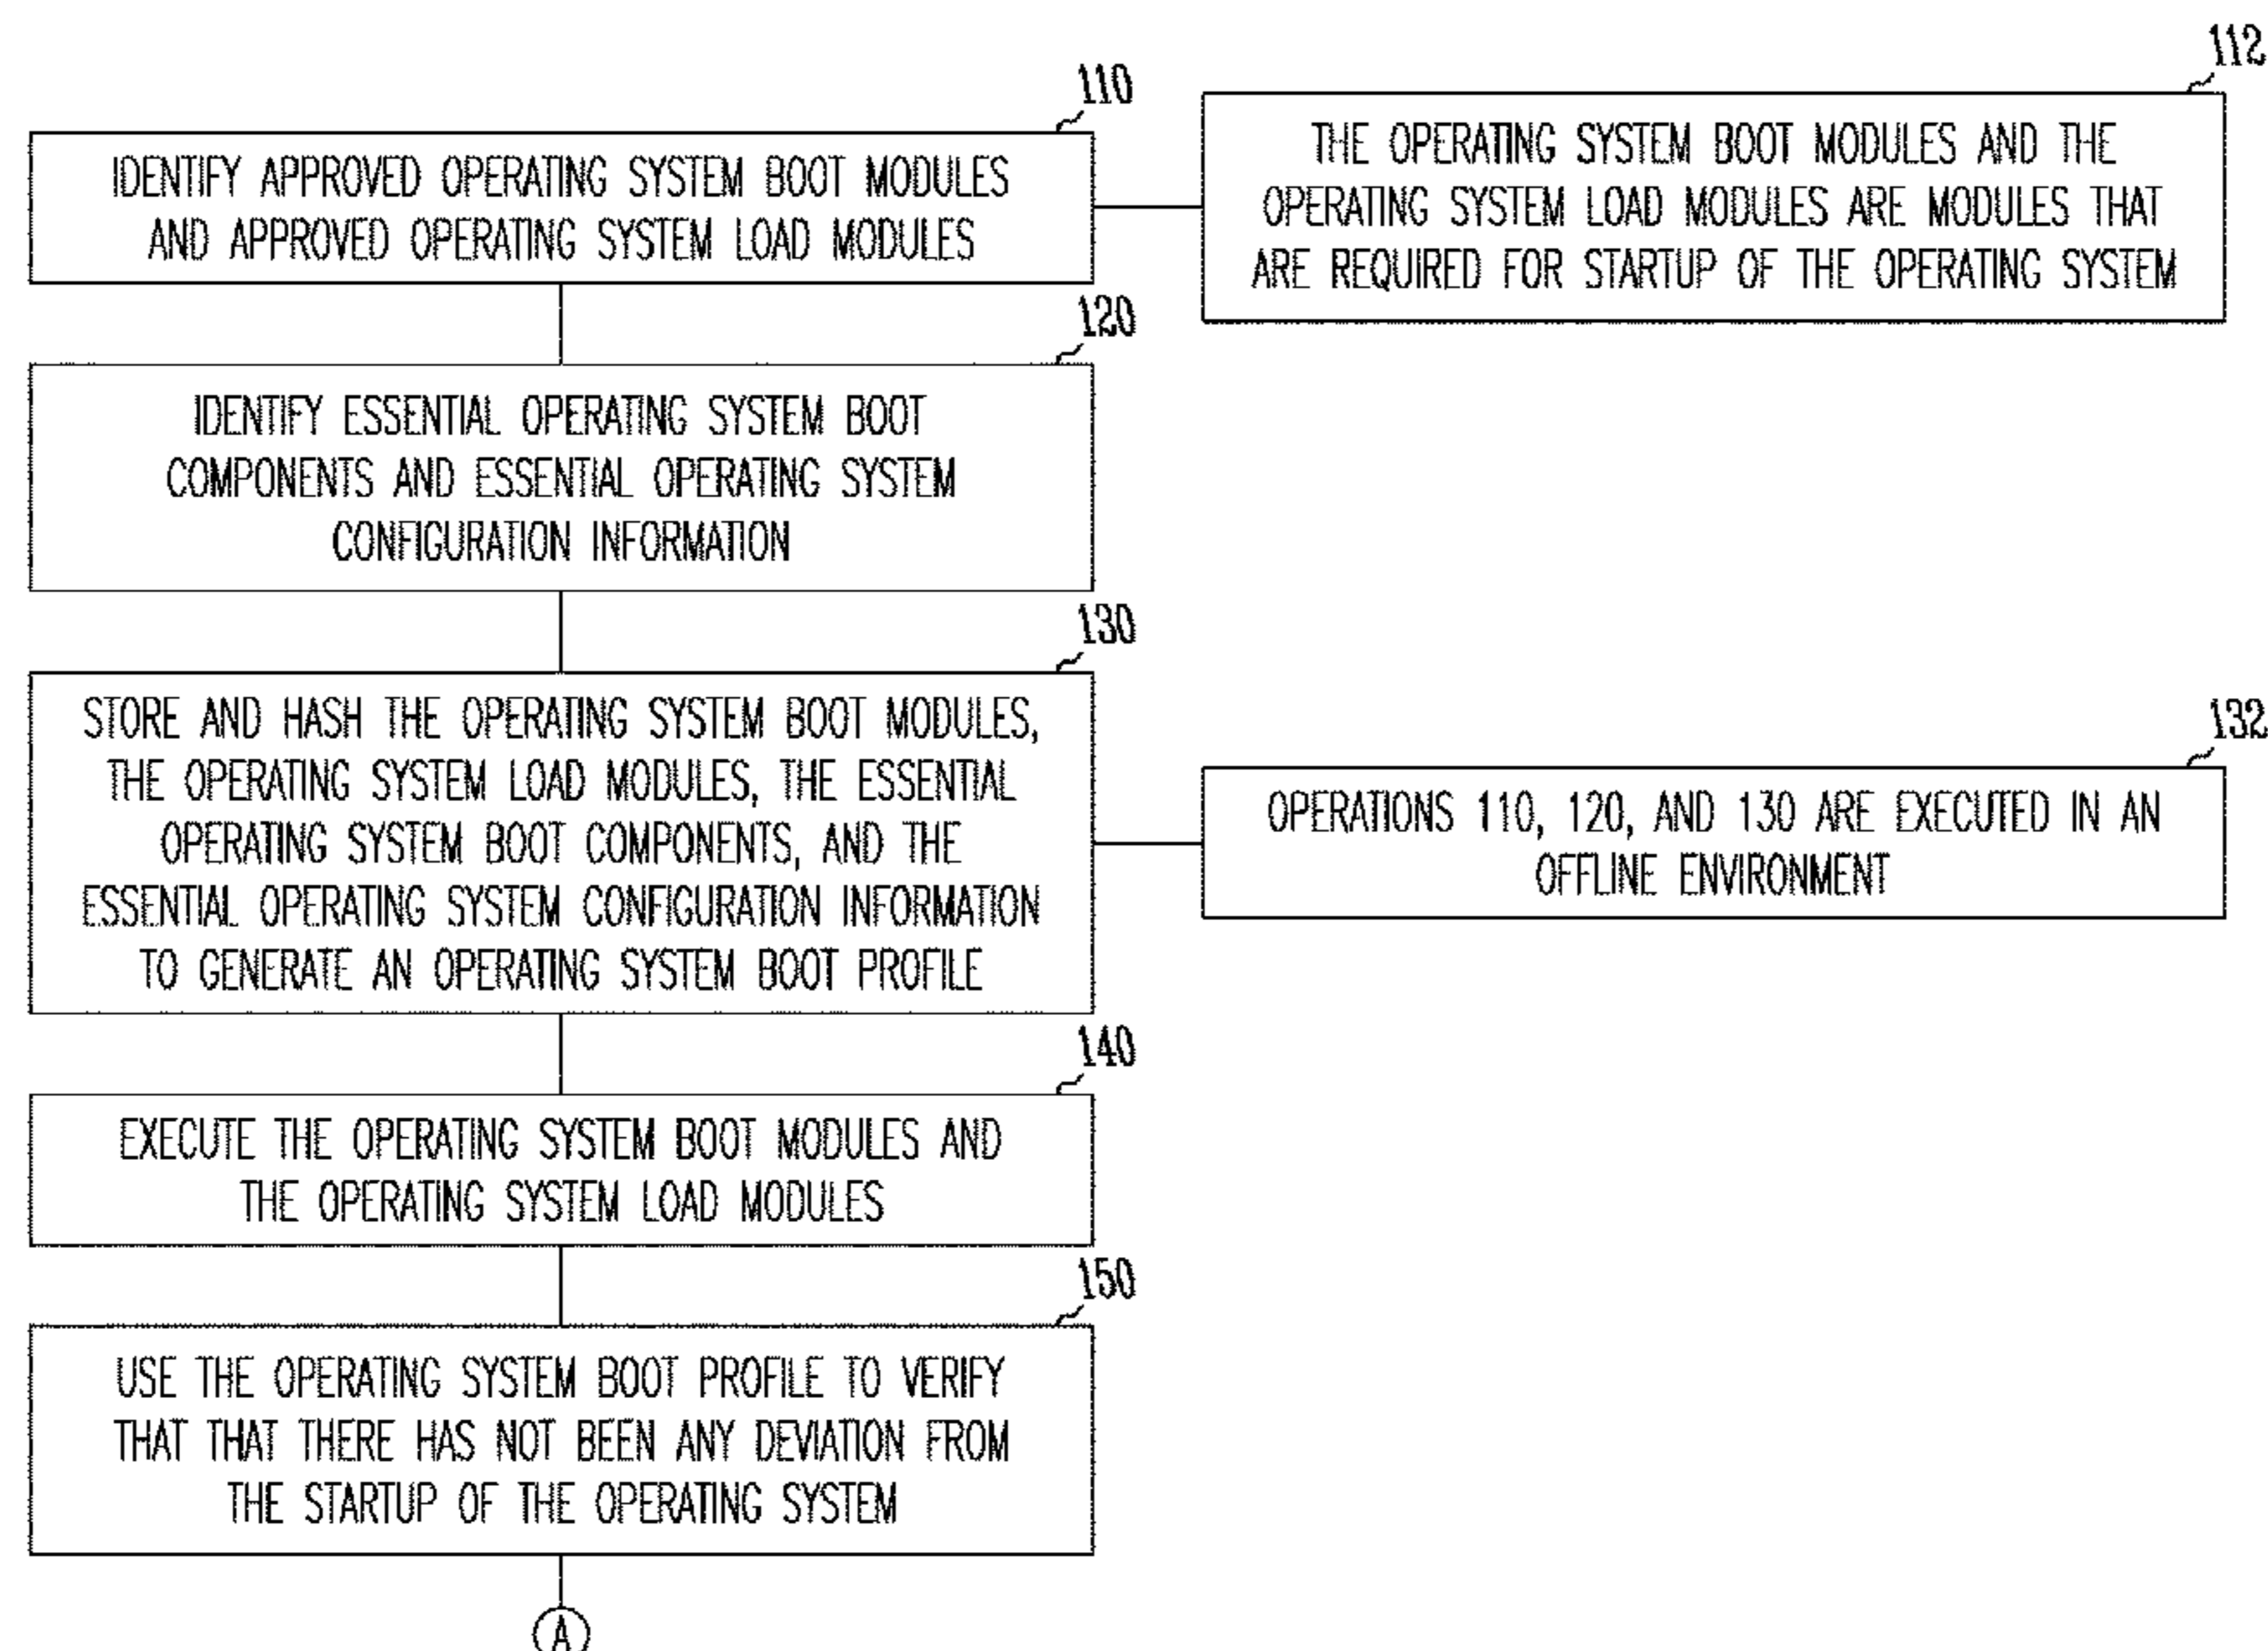 110
IDENTIFY APPROVED OPERATING SYSTEM BOOT MODULES
AND APPROVED OPERATING SYSTEM LOAD MODULES
112
THE OPERATING SYSTEM BOOT MODULES AND THE
OPERATING SYSTEM LOAD MODULES ARE MODULES THAT
ARE REQUIRED FOR STARTUP OF THE OPERATING SYSTEM
120
IDENTIFY ESSENTIAL OPERATING SYSTEM BOOT
COMPONENTS AND ESSENTIAL OPERATING SYSTEM
CONFIGURATION INFORMATION
130
STORE AND HASH THE OPERATING SYSTEM BOOT MODULES,
THE OPERATING SYSTEM LOAD MODULES, THE ESSENTIAL
OPERATING SYSTEM BOOT COMPONENTS, AND THE
ESSENTIAL OPERATING SYSTEM CONFIGURATION INFORMATION
TO GENERATE AN OPERATING SYSTEM BOOT PROFILE
132
OPERATIONS 110, 120, AND 130 ARE EXECUTED IN AN
OFFLINE ENVIRONMENT
140
EXECUTE THE OPERATING SYSTEM BOOT MODULES AND
THE OPERATING SYSTEM LOAD MODULES
150
USE THE OPERATING SYSTEM BOOT PROFILE TO VERIFY
THAT THAT THERE HAS NOT BEEN ANY DEVIATION FROM
THE STARTUP OF THE OPERATING SYSTEM
A